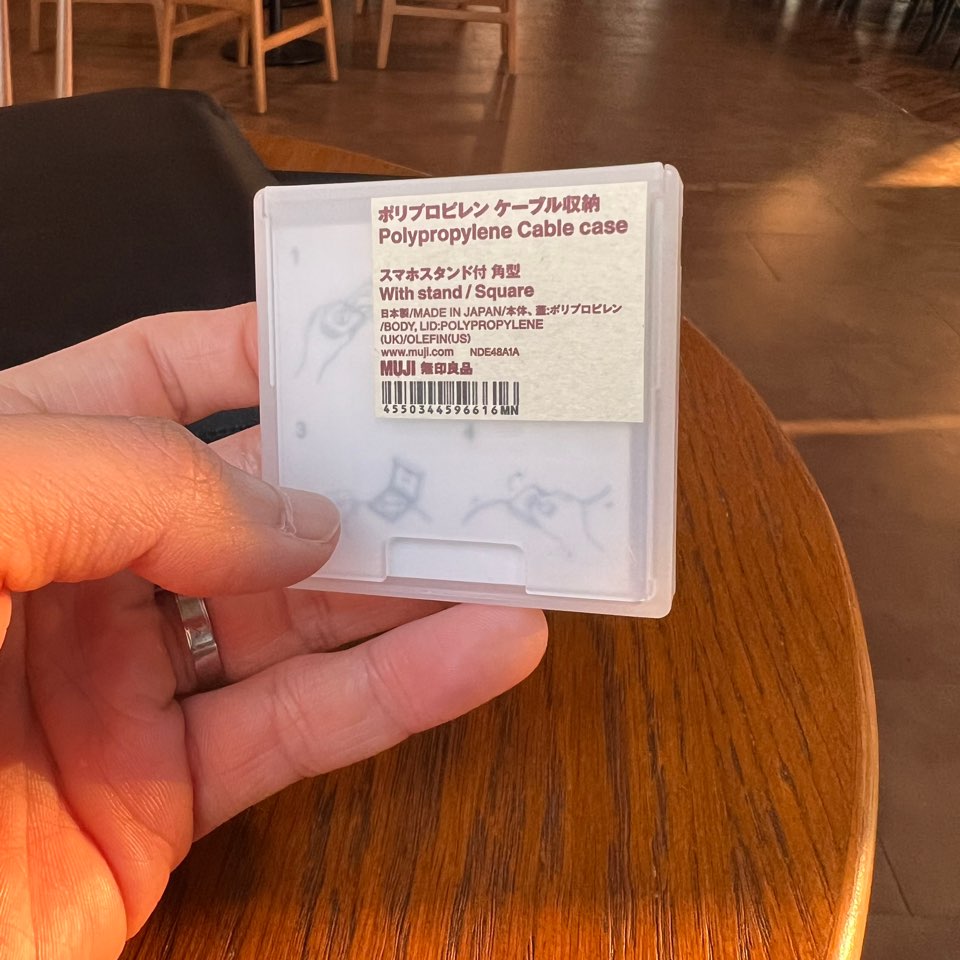 ポリプロピレン ケーブル収納
Polypropylene Cable case
スマホスタンド付 角型
With stand / Square
日本製/MADE IN JAPAN/本体、蓋:ポリプロピレン
/BODY, LID:POLYPROPYLENE
(UK)/OLEFIN(US)
www.muji.com NDE48A1A
MUJI 無印良品
4550344596616MN
1
3
4